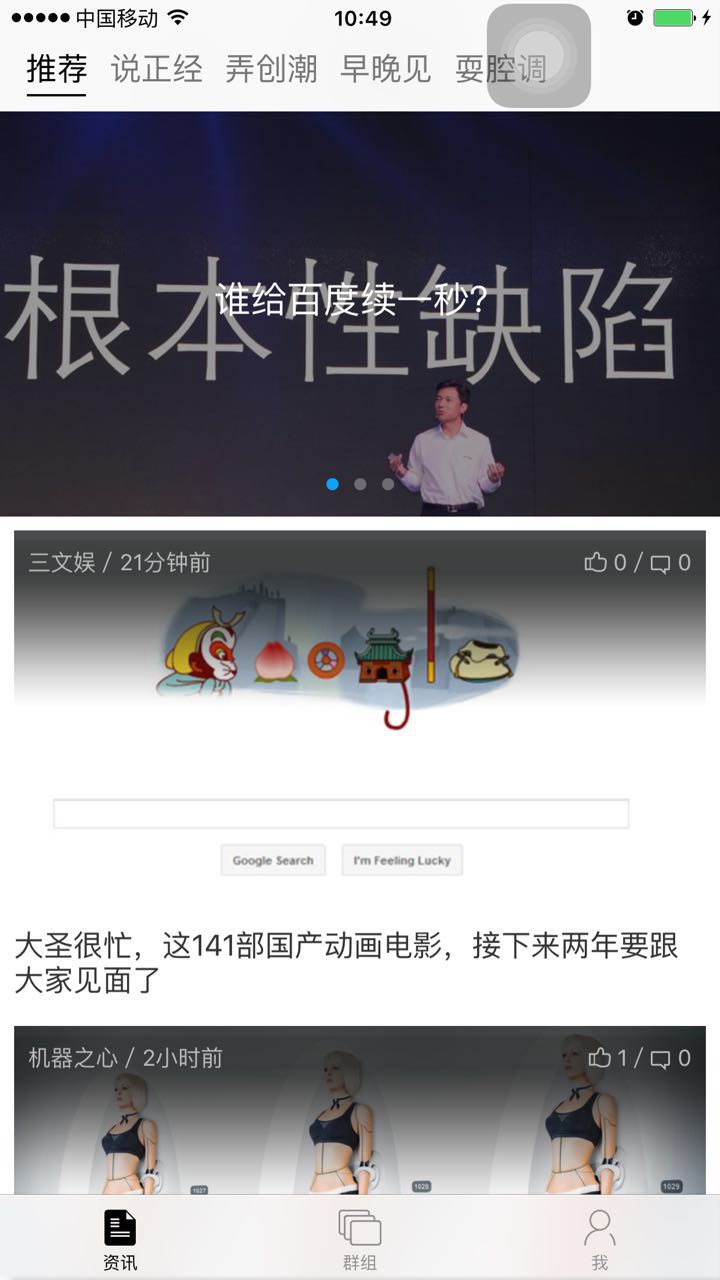 中国移动
10:49
推荐 说正经 弄创潮 早晚见 耍腔调
根本性缺陷
谁给百度续一秒?
三文娱 / 21分钟前
0 / 0
Google Search
I'm Feeling Lucky
大圣很忙，这141部国产动画电影，接下来两年要跟
大家见面了
机器之心 / 2小时前
1 / 0
1027
1028
1029
资讯 群组 我